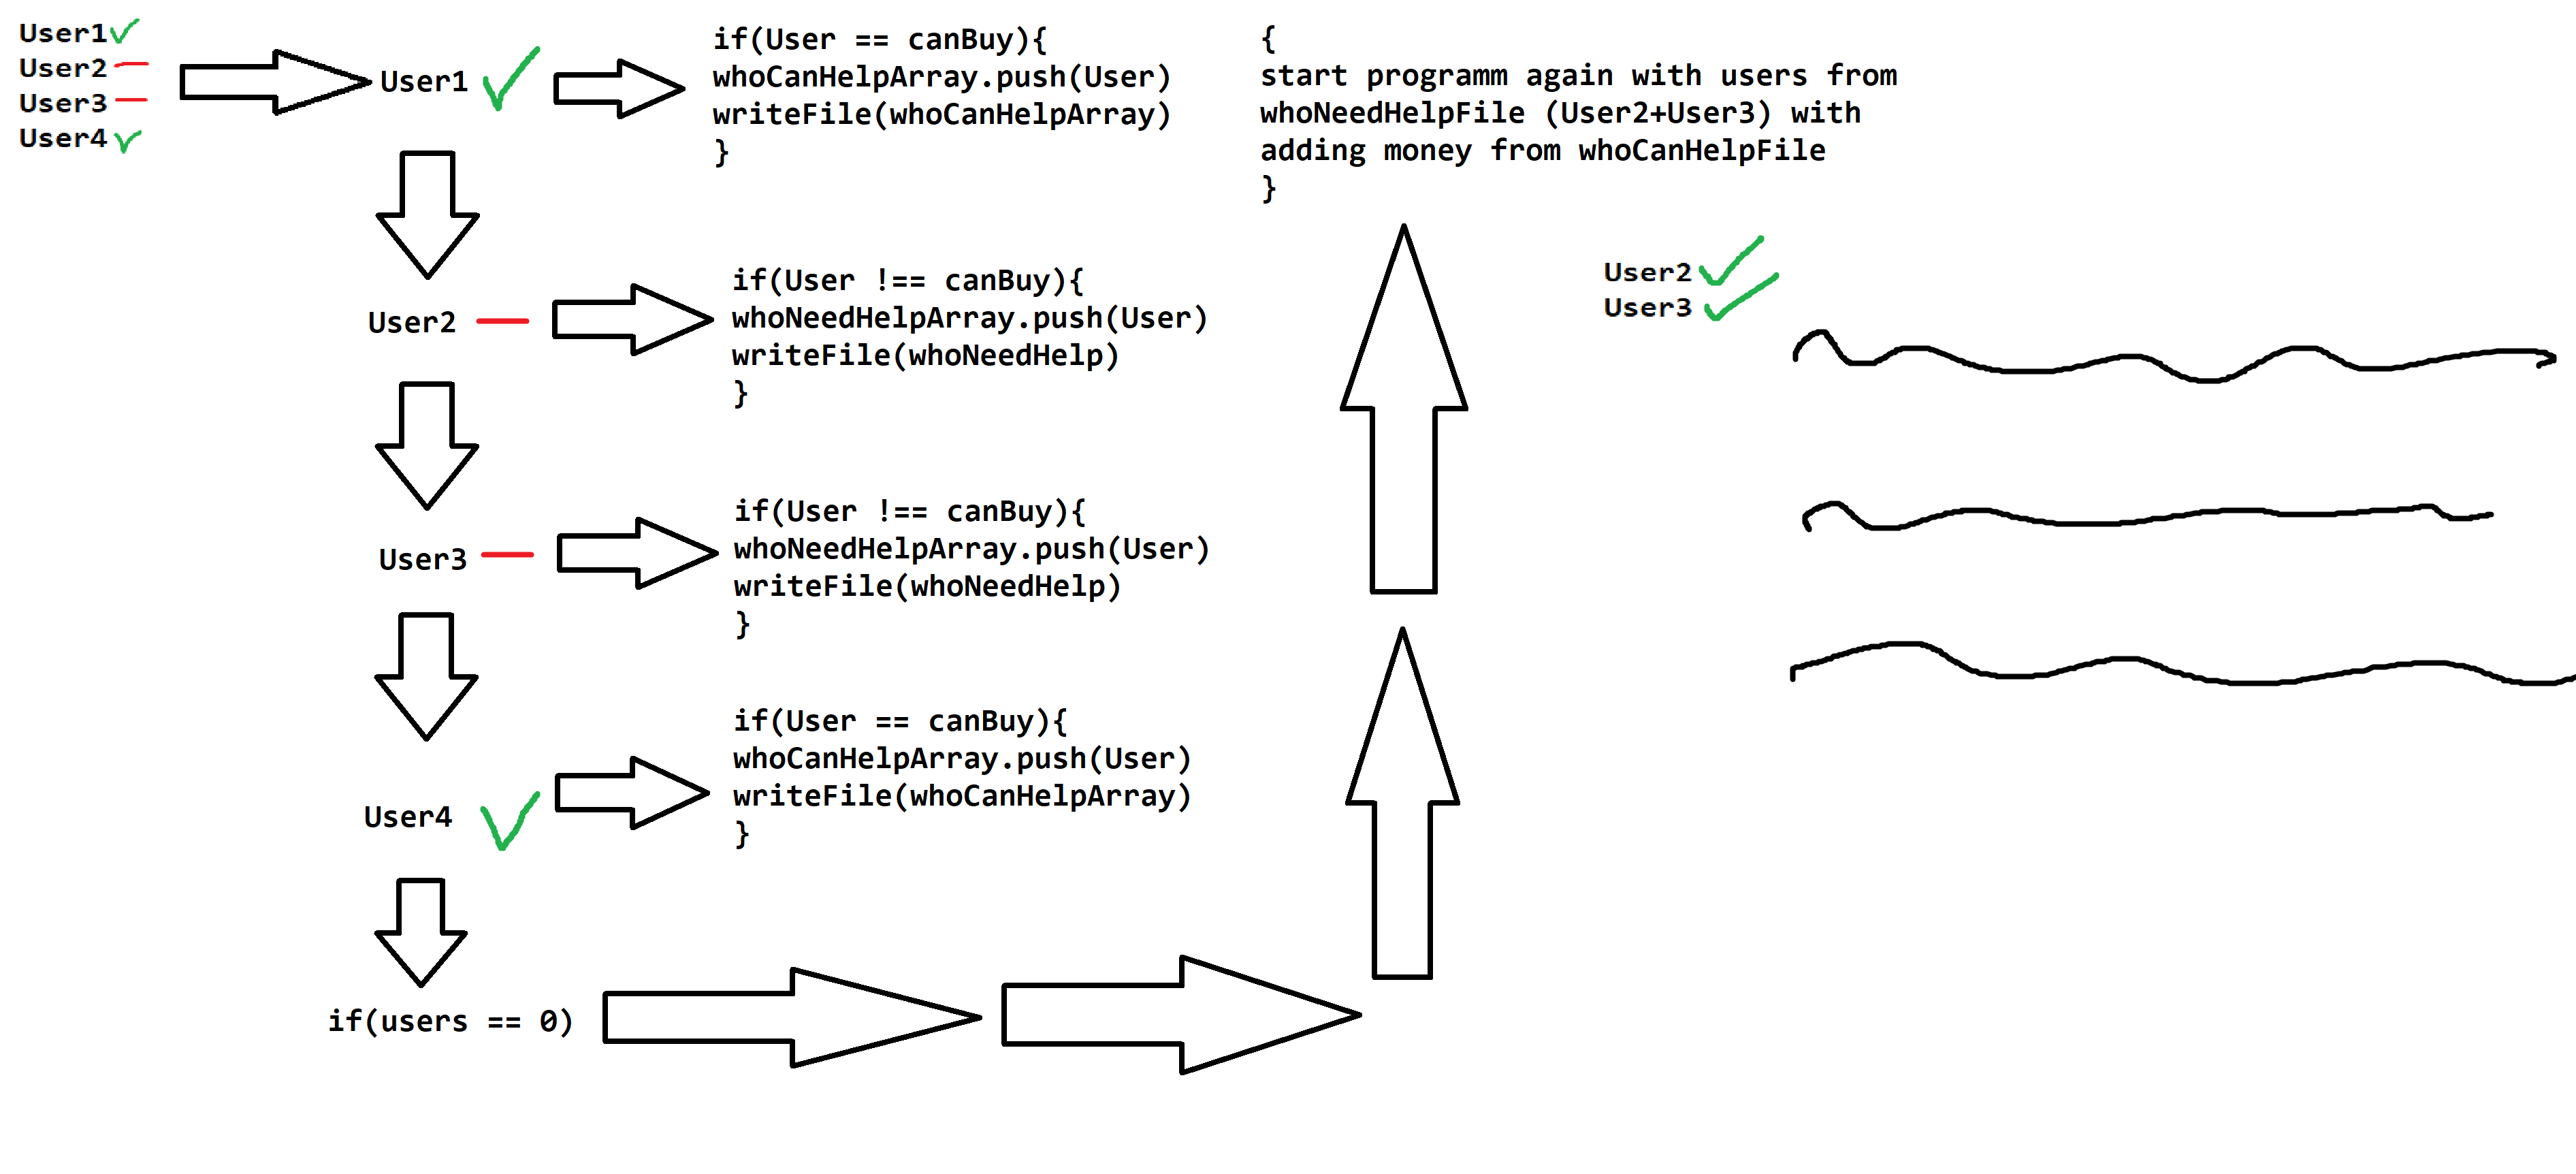 User1
User2
User3
User4
User1
if(User == canBuy){
whoCanHelpArray.push(User)
writeFile(whoCanHelpArray)
}
User2
if(User !== canBuy){
whoNeedHelpArray.push(User)
writeFile(whoNeedHelp)
}
User3
if(User !== canBuy){
whoNeedHelpArray.push(User)
writeFile(whoNeedHelp)
}
User4
if(User == canBuy){
whoCanHelpArray.push(User)
writeFile(whoCanHelpArray)
}
if(users == 0)
{
start programm again with users from
whoNeedHelpFile (User2+User3) with
adding money from whoCanHelpFile
}
User2
User3